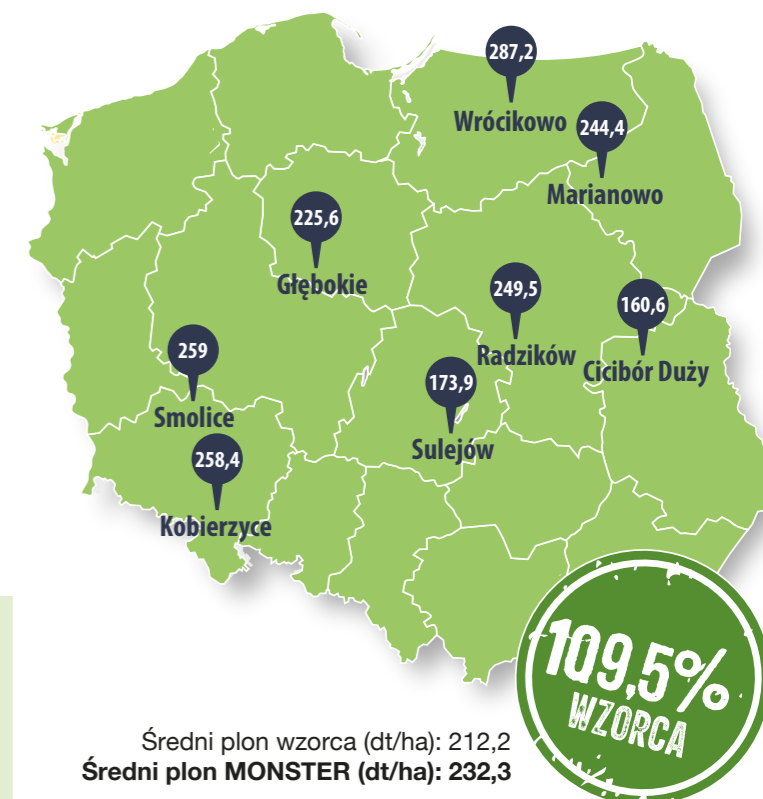 287,2
Wrócikowo
244,4
Marianowo
225,6
Głębokie
249,5
Radzików
160,6
Cicibór Duży
259
Smolice
173,9
Sulejów
258,4
Kobierzyce
109,5%
WZORCA
Średni plon wzorca (dt/ha): 212,2
Średni plon MONSTER (dt/ha): 232,3